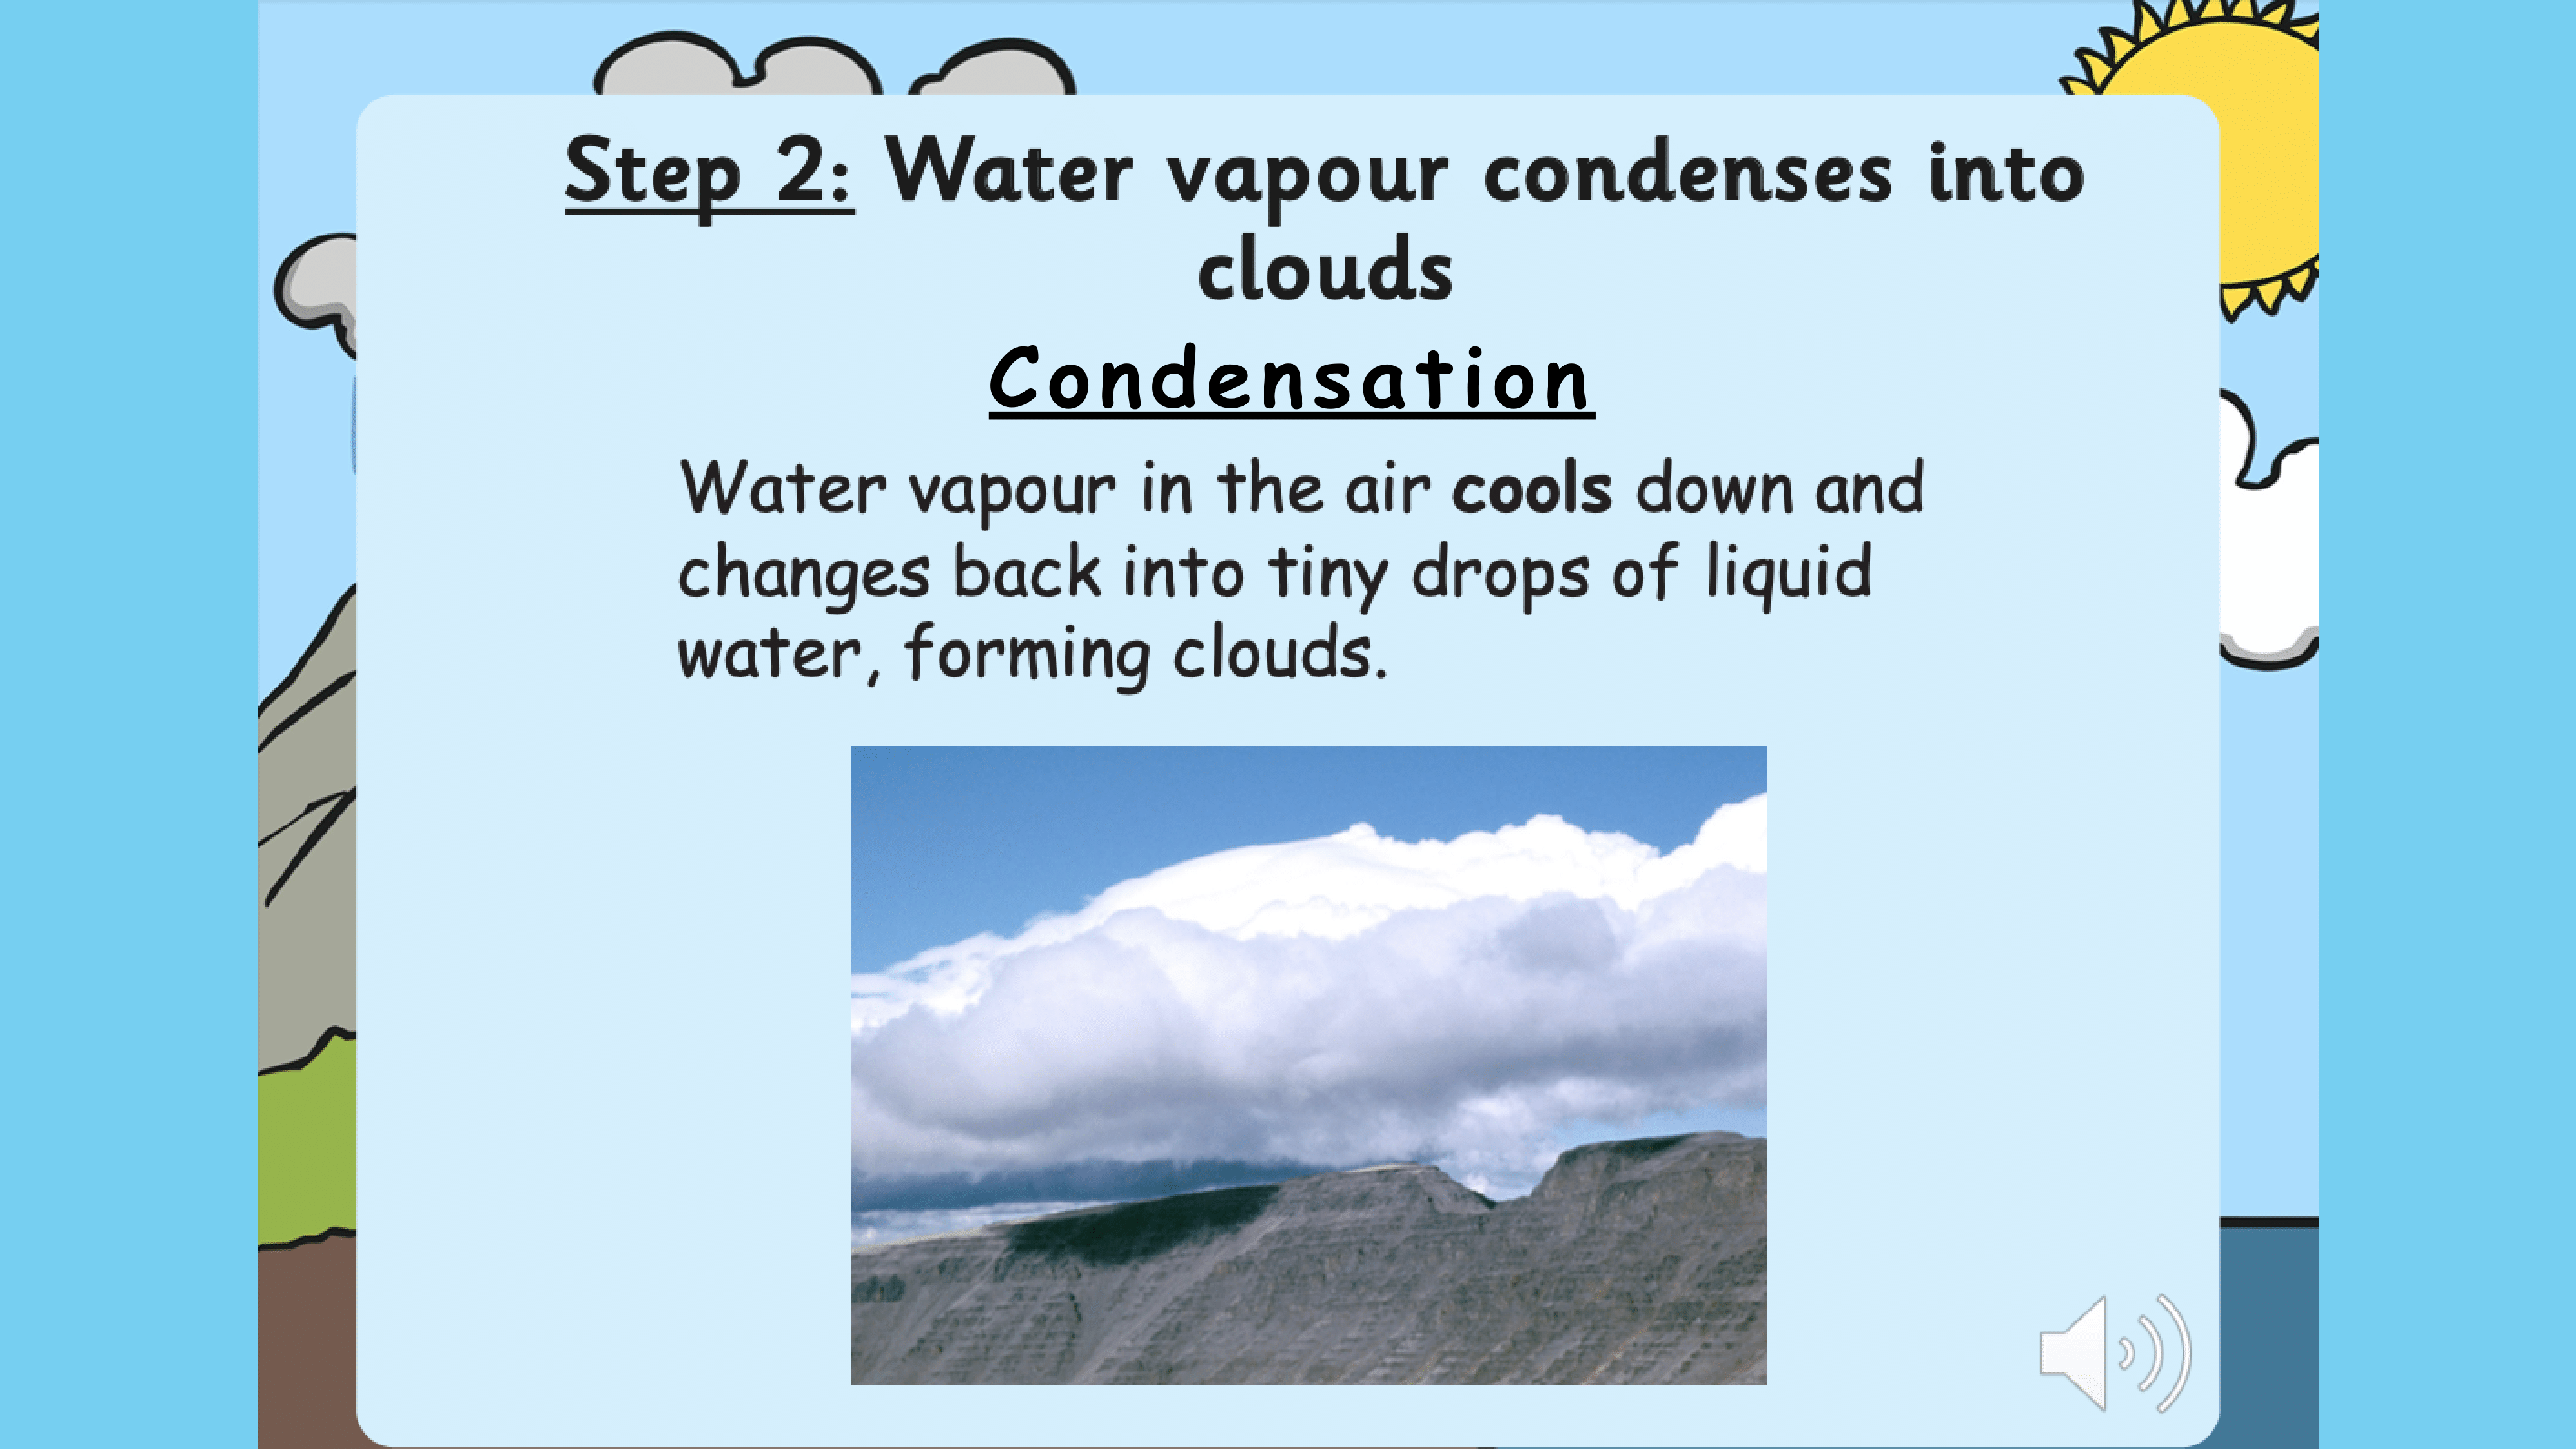 Step 2: Water vapour condenses into
clouds
Condensation
Water vapour in the air cools down and
changes back into tiny drops of liquid
water, forming clouds.